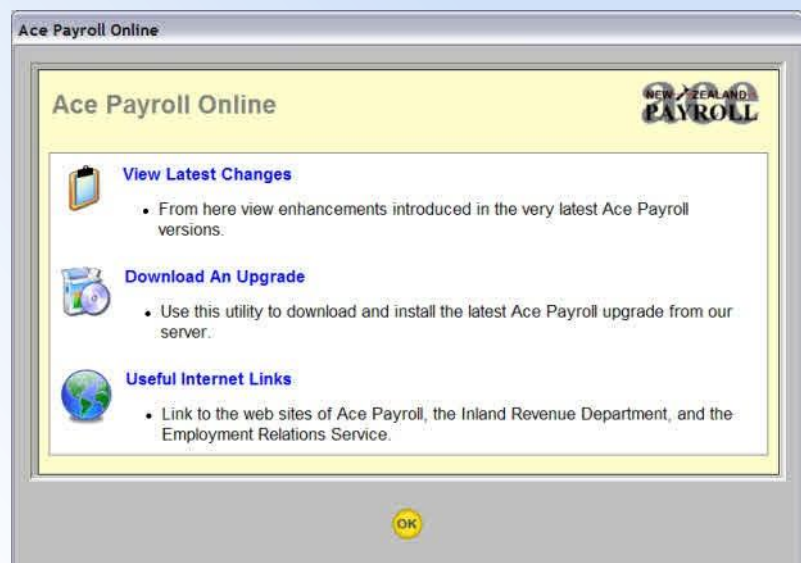 Ace Payroll Online
Ace Payroll Online
ace
NEW ZEALAND
PAYROLL
View Latest Changes
• From here view enhancements introduced in the very latest Ace Payroll
versions.
Download An Upgrade
• Use this utility to download and install the latest Ace Payroll upgrade from our
server.
Useful Internet Links
• Link to the web sites of Ace Payroll, the Inland Revenue Department, and the
Employment Relations Service.
OK